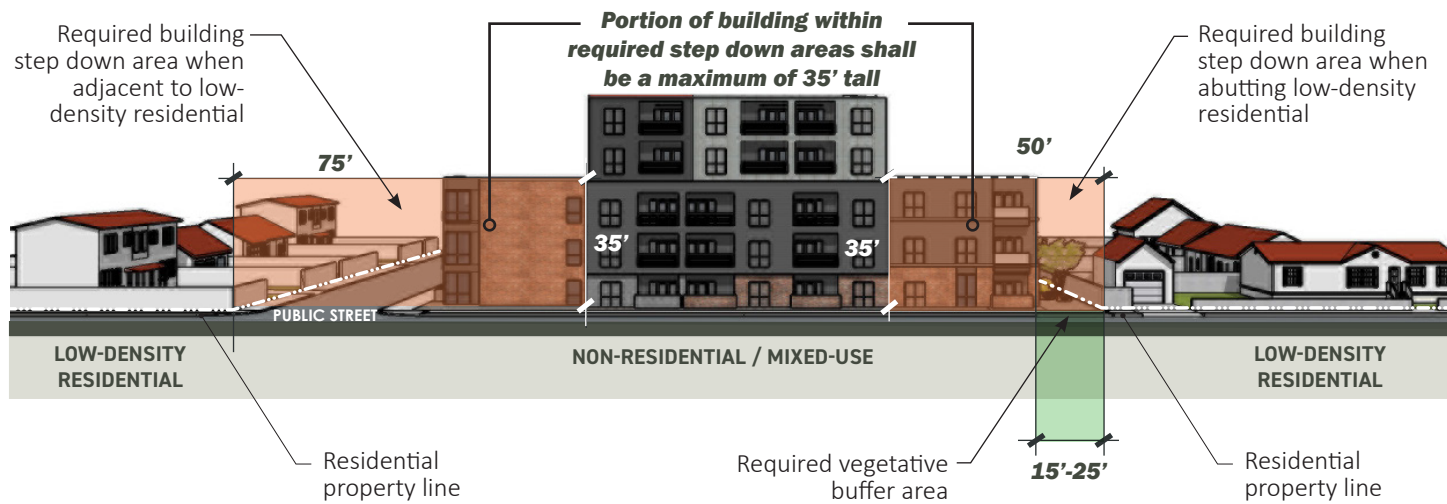 Required building
step down area when
adjacent to low-
density residential
Portion of building within
required step down areas shall
be a maximum of 35’ tall
Required building
step down area when
abutting low-density
residential
75’
50’
35’
35’
PUBLIC STREET
LOW-DENSITY
RESIDENTIAL
NON-RESIDENTIAL / MIXED-USE
LOW-DENSITY
RESIDENTIAL
Residential
property line
Required vegetative
buffer area
15’-25’
Residential
property line